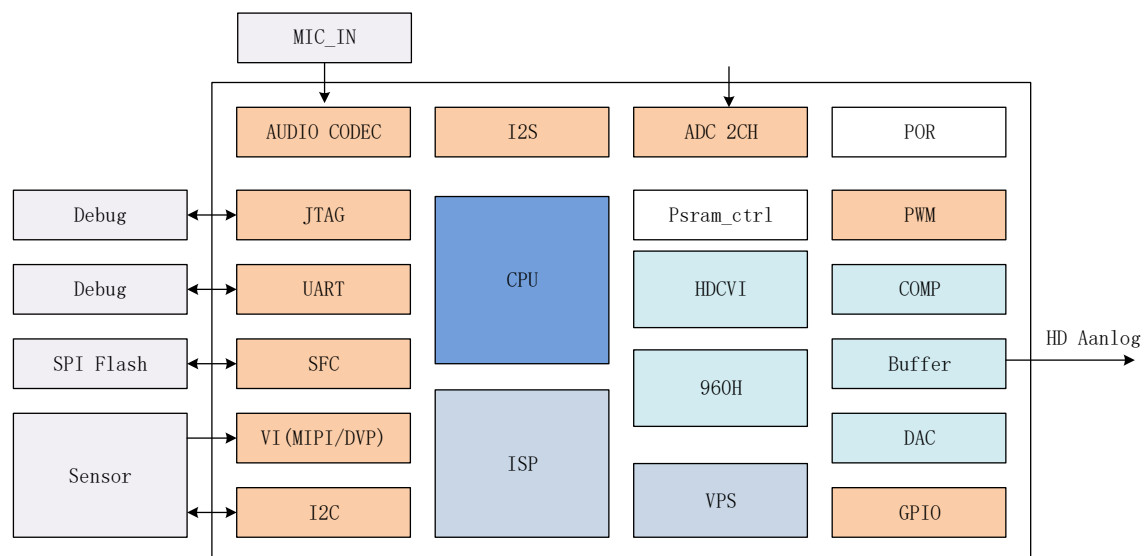 MIC_IN
AUDIO CODEC
I2S
ADC 2CH
POR
Debug
JTAG
CPU
Psram_ctrl
PWM
Debug
UART
HDCVI
COMP
SPI Flash
SFC
960H
Buffer
HD Aanlog
Sensor
VI(MIPI/DVP)
ISP
DAC
I2C
VPS
GPIO